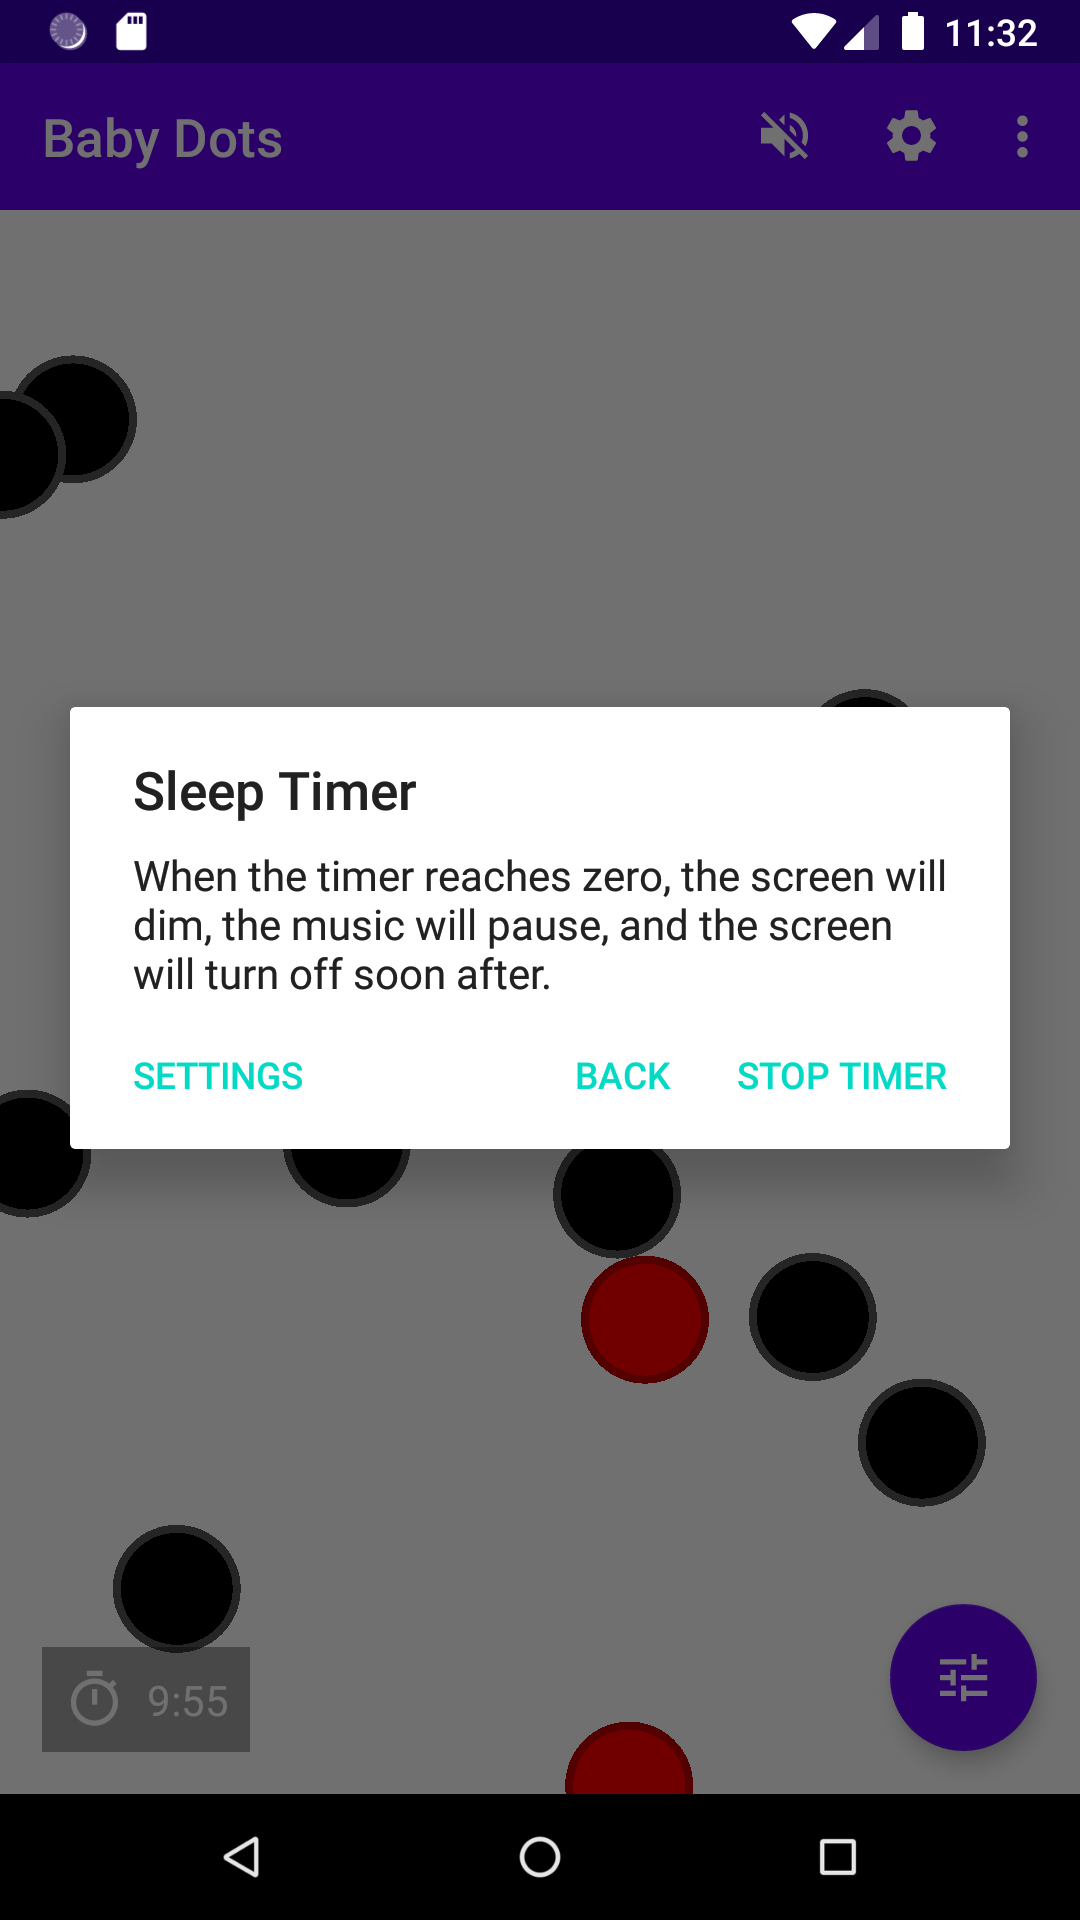 11:32
Baby Dots
Sleep Timer
When the timer reaches zero, the screen will
dim, the music will pause, and the screen
will turn off soon after.
SETTINGS BACK STOP TIMER
9:55